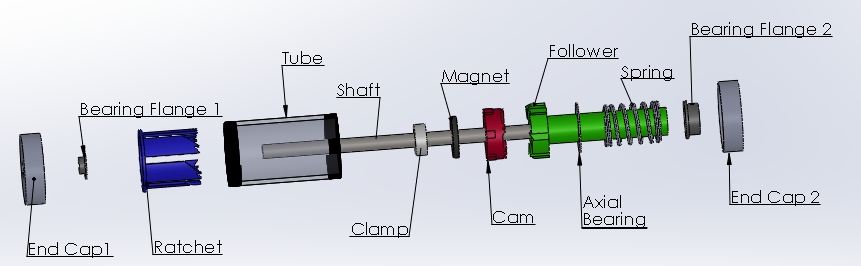 Bearing Flange 2
Follower
Tube
Spring
Magnet
Shaft
Bearing Flange 1
End Cap 2
Axial
Bearing
Cam
Clamp
End Cap1
Ratchet